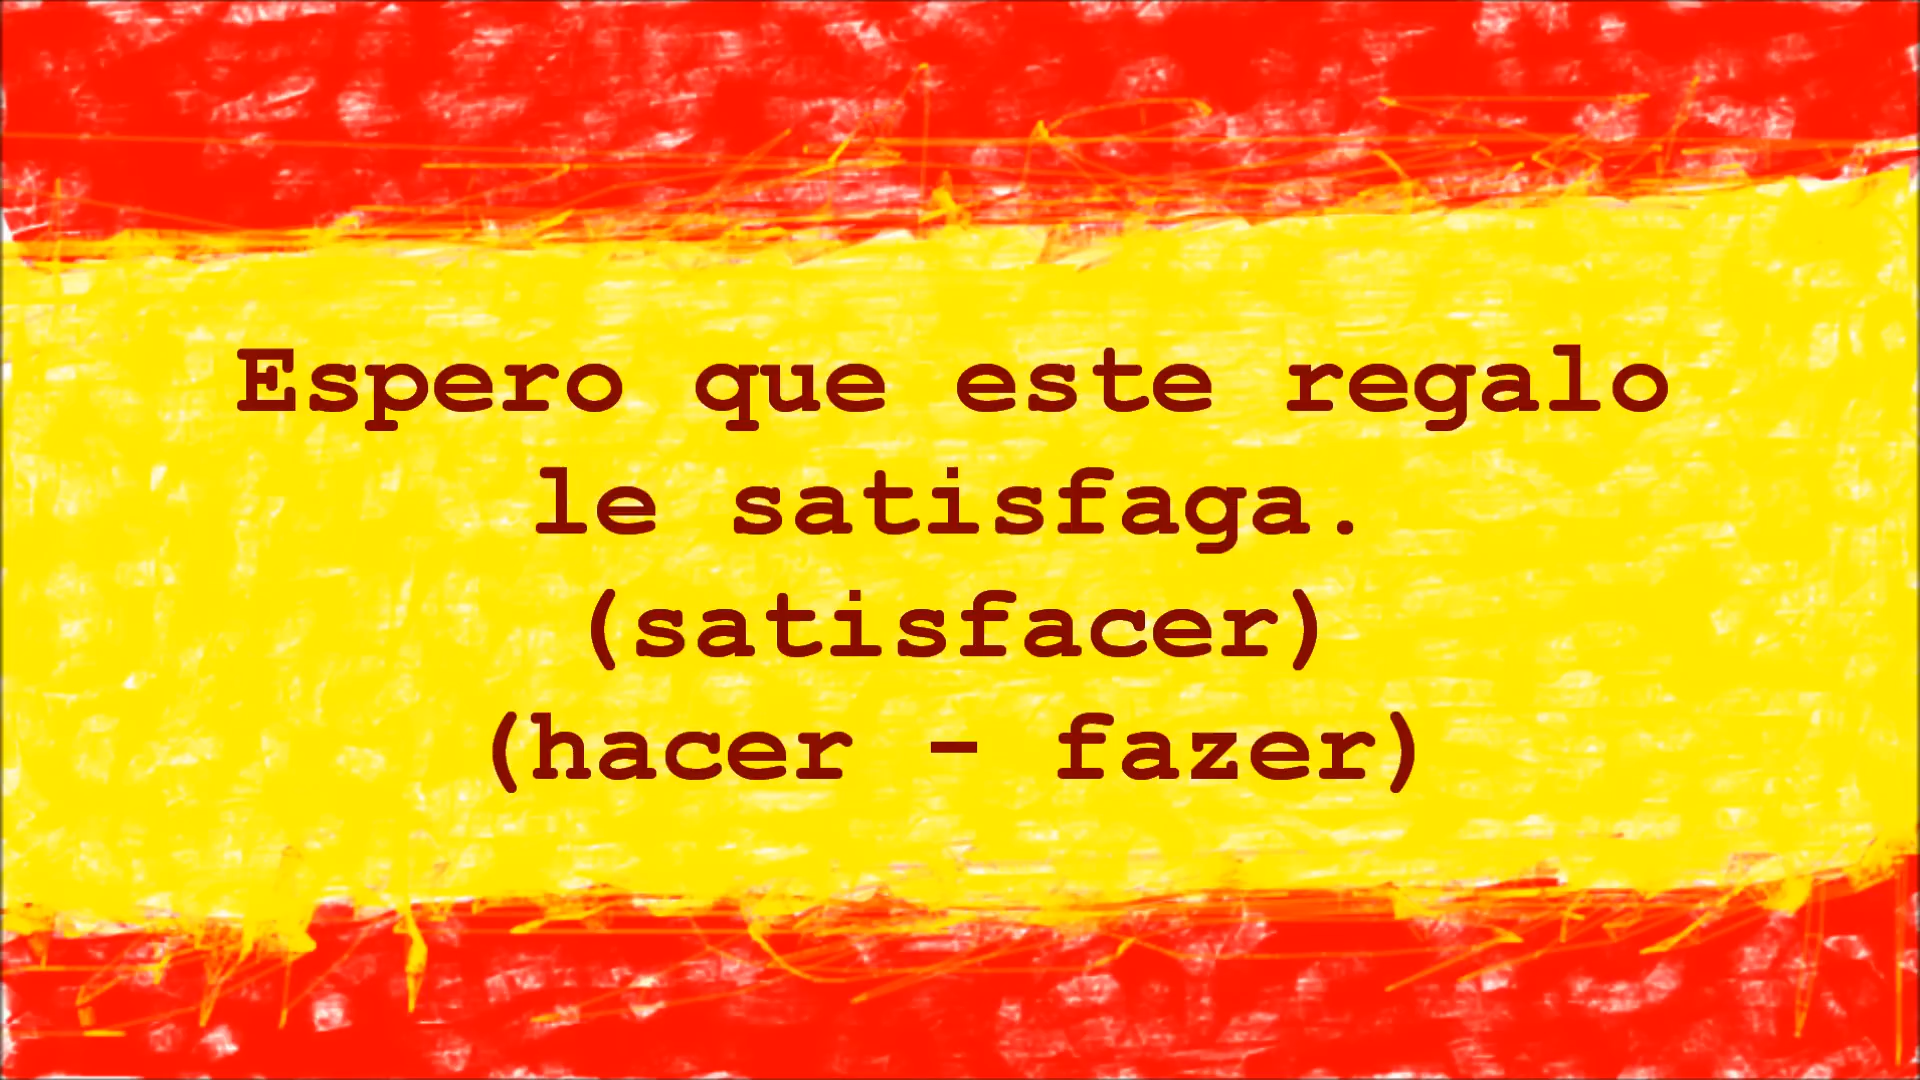 Espero que este regalo
le satisfaga.
(satisfacer)
(hacer - fazer)